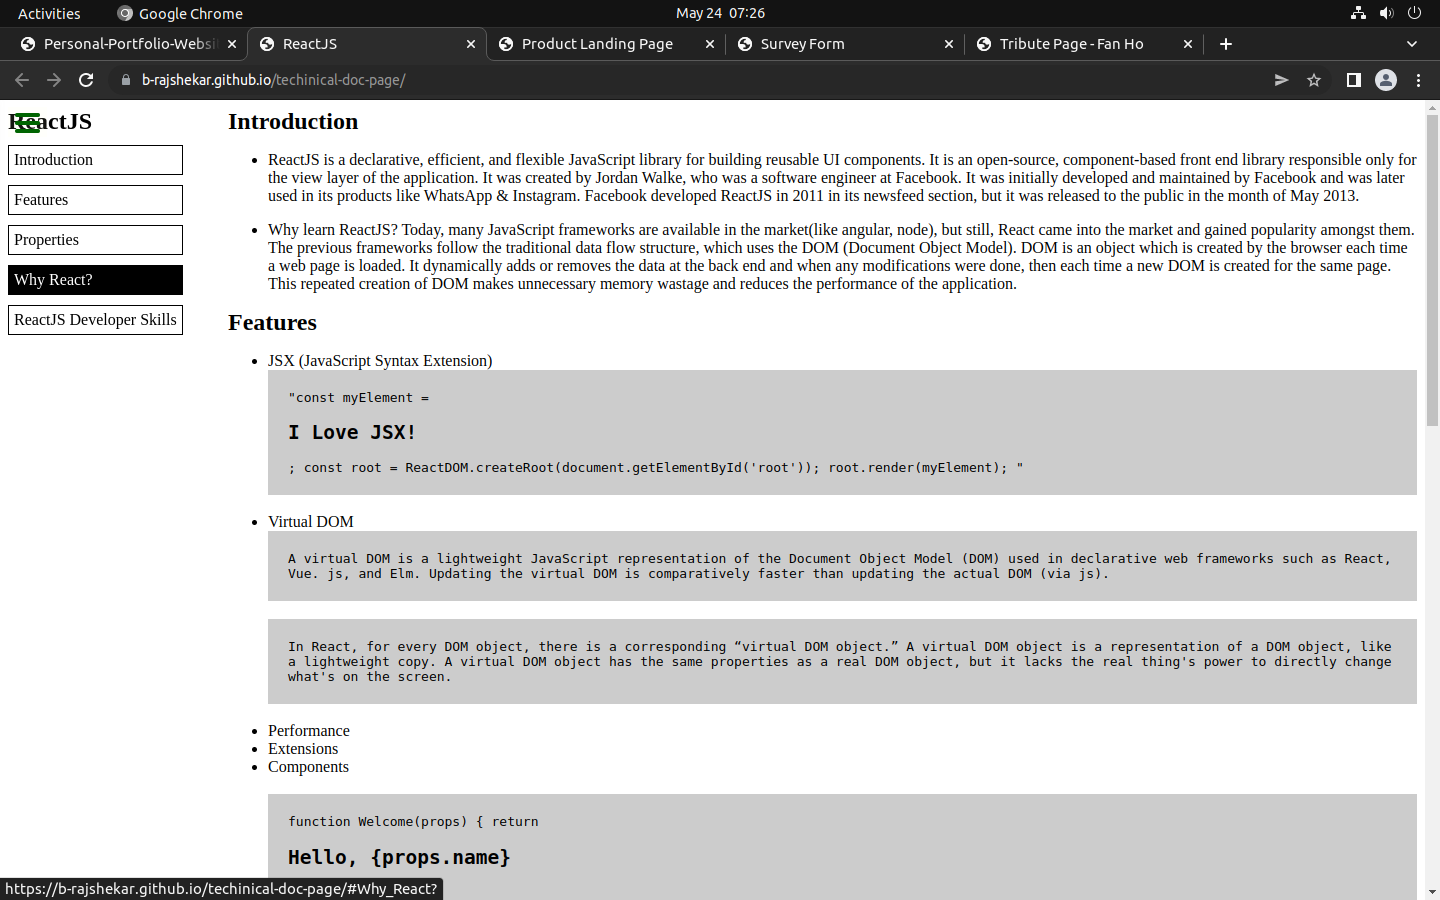 Activities
Google Chrome
May 24 07:26
Personal-Portfolio-Websi
ReactJS
Product Landing Page
Survey Form
Tribute Page - Fan Ho
b-rajshekar.github.io/techinical-doc-page/
ReactJS
Introduction
Features
Properties
Why React?
ReactJS Developer Skills
Introduction
ReactJS is a declarative, efficient, and flexible JavaScript library for building reusable UI components. It is an open-source, component-based front end library responsible only for
the view layer of the application. It was created by Jordan Walke, who was a software engineer at Facebook. It was initially developed and maintained by Facebook and was later
used in its products like WhatsApp & Instagram. Facebook developed ReactJS in 2011 in its newsfeed section, but it was released to the public in the month of May 2013.
Why learn ReactJS? Today, many JavaScript frameworks are available in the market(like angular, node), but still, React came into the market and gained popularity amongst them.
The previous frameworks follow the traditional data flow structure, which uses the DOM (Document Object Model). DOM is an object which is created by the browser each time
a web page is loaded. It dynamically adds or removes the data at the back end and when any modifications were done, then each time a new DOM is created for the same page.
This repeated creation of DOM makes unnecessary memory wastage and reduces the performance of the application.
Features
JSX (JavaScript Syntax Extension)
"const myElement =
I Love JSX!
; const root = ReactDOM.createRoot(document.getElementById('root')); root.render(myElement); "
Virtual DOM
A virtual DOM is a lightweight JavaScript representation of the Document Object Model (DOM) used in declarative web frameworks such as React,
Vue. js, and Elm. Updating the virtual DOM is comparatively faster than updating the actual DOM (via js).
In React, for every DOM object, there is a corresponding “virtual DOM object.” A virtual DOM object is a representation of a DOM object, like
a lightweight copy. A virtual DOM object has the same properties as a real DOM object, but it lacks the real thing's power to directly change
what's on the screen.
Performance
Extensions
Components
function Welcome(props) { return
Hello, {props.name}
https://b-rajshekar.github.io/techinical-doc-page/#Why_React?